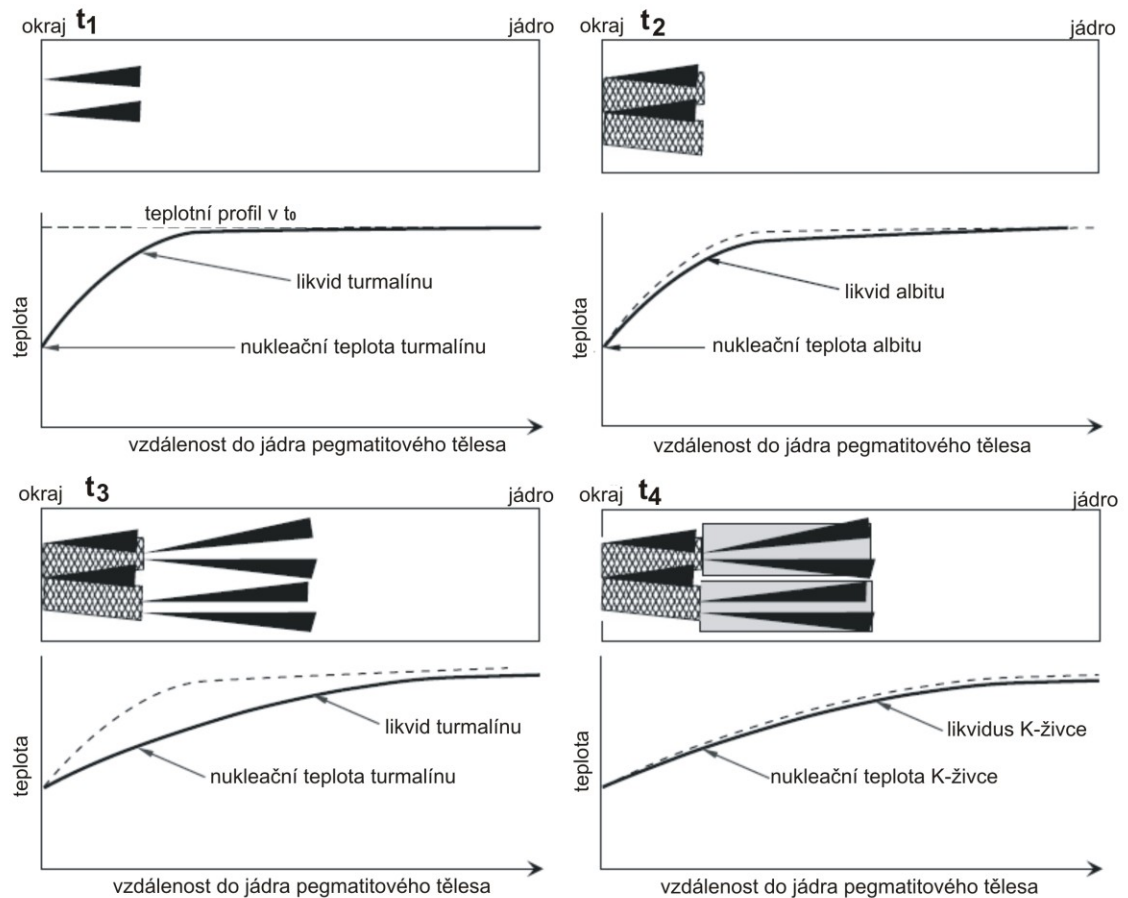 okraj t₁ jádro
teplotní profil v t₀
likvid turmalínu
nukleační teplota turmalínu
teplota
vzdálenost do jádra pegmatitového tělesa
okraj t₂ jádro
likvid albitu
nukleační teplota albitu
teplota
vzdálenost do jádra pegmatitového tělesa
okraj t₃ jádro
likvid turmalínu
nukleační teplota turmalínu
teplota
vzdálenost do jádra pegmatitového tělesa
okraj t₄ jádro
likvidus K-živce
nukleační teplota K-živce
teplota
vzdálenost do jádra pegmatitového tělesa